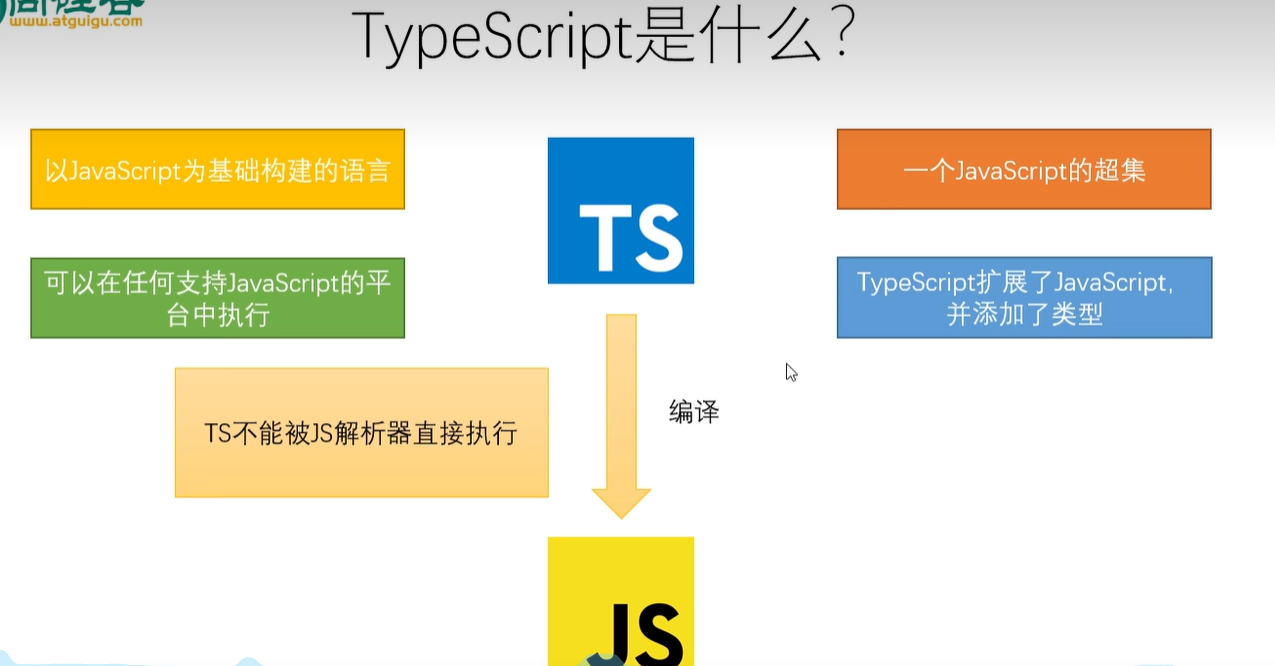 www.atguigu.com
TypeScript是什么？
以JavaScript为基础构建的语言
一个JavaScript的超集
TS
可以在任何支持JavaScript的平
台中执行
TypeScript扩展了JavaScript,
并添加了类型
TS不能被JS解析器直接执行
编译
JS